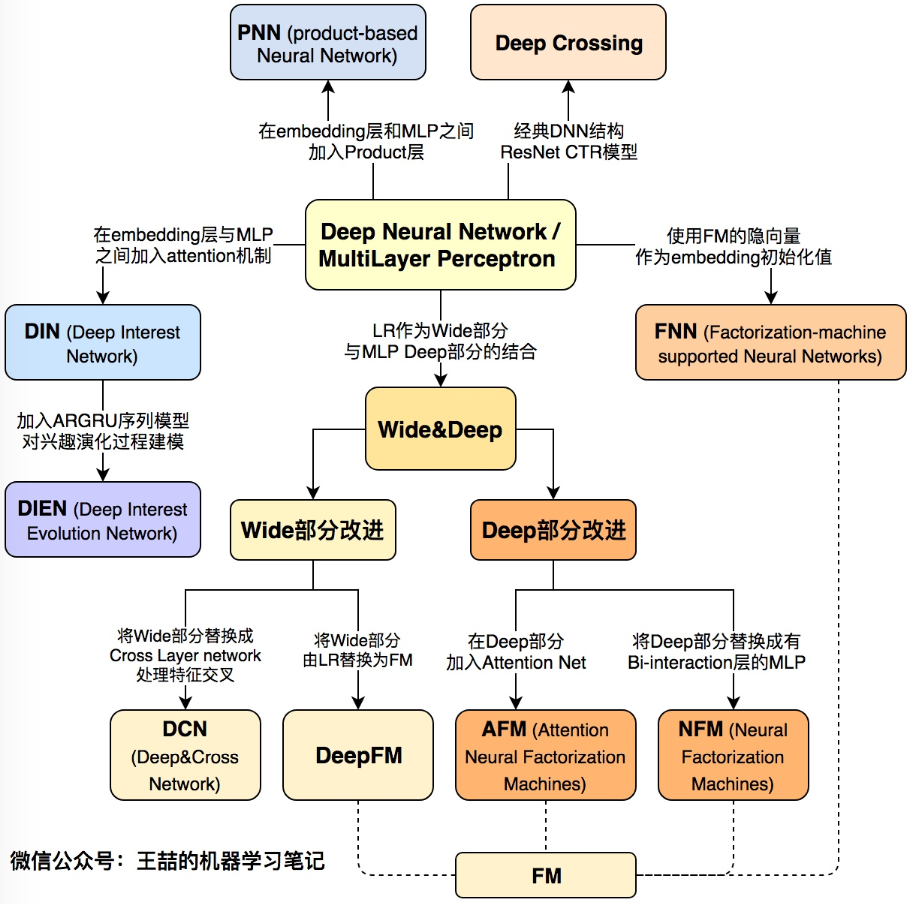 PNN (product-based
Neural Network)
Deep Crossing
在embedding层和MLP之间
加入Product层
经典DNN结构
ResNet CTR模型
Deep Neural Network /
MultiLayer Perceptron
在embedding层与MLP
之间加入attention机制
使用FM的隐向量
作为embedding初始化值
DIN (Deep Interest
Network)
LR作为Wide部分
与MLP Deep部分的结合
FNN (Factorization-machine
supported Neural Networks)
加入ARGRU序列模型
对兴趣演化过程建模
Wide&Deep
DIEN (Deep Interest
Evolution Network)
Wide部分改进
Deep部分改进
将Wide部分替换成
Cross Layer network
处理特征交叉
将Wide部分
由LR替换为FM
在Deep部分
加入Attention Net
将Deep部分替换成有
Bi-interaction层的MLP
DCN
(Deep&Cross
Network)
DeepFM
AFM (Attention
Neural Factorization
Machines)
NFM (Neural
Factorization
Machines)
微信公众号：王喆的机器学习笔记
FM